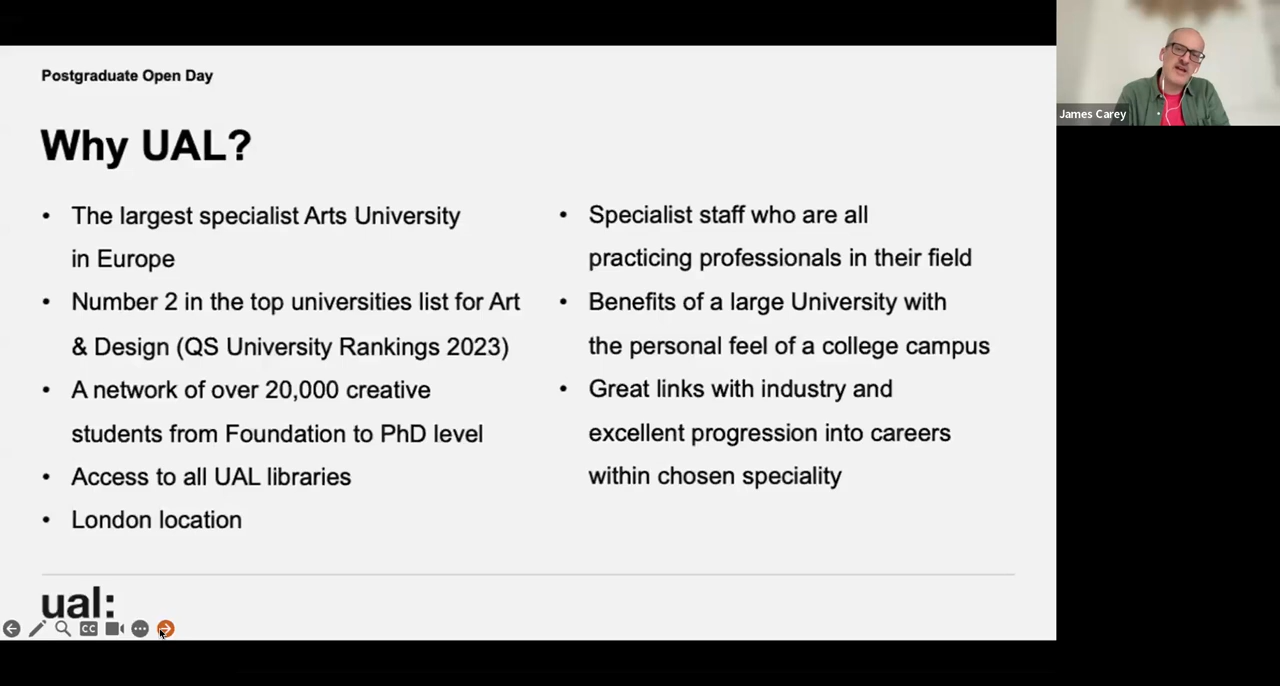 Postgraduate Open Day
Why UAL?
• The largest specialist Arts University
in Europe
• Number 2 in the top universities list for Art
& Design (QS University Rankings 2023)
• A network of over 20,000 creative
students from Foundation to PhD level
• Access to all UAL libraries
• London location
• Specialist staff who are all
practicing professionals in their field
• Benefits of a large University with
the personal feel of a college campus
• Great links with industry and
excellent progression into careers
within chosen speciality
ual:
CC
James Carey